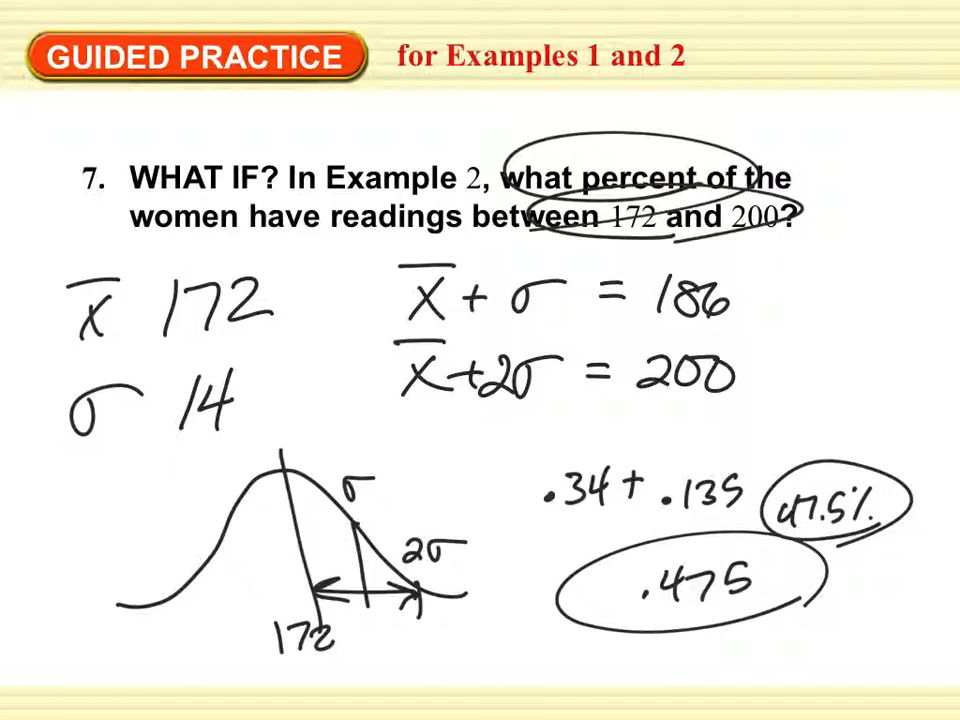 GUIDED PRACTICE for Examples 1 and 2
7. WHAT IF? In Example 2, what percent of the
women have readings between 172 and 200?
x̅ 172
σ 14
x̅ + σ = 186
x̅ + 2σ = 200
σ
2σ
172
.34 + .135
47.5%
.475